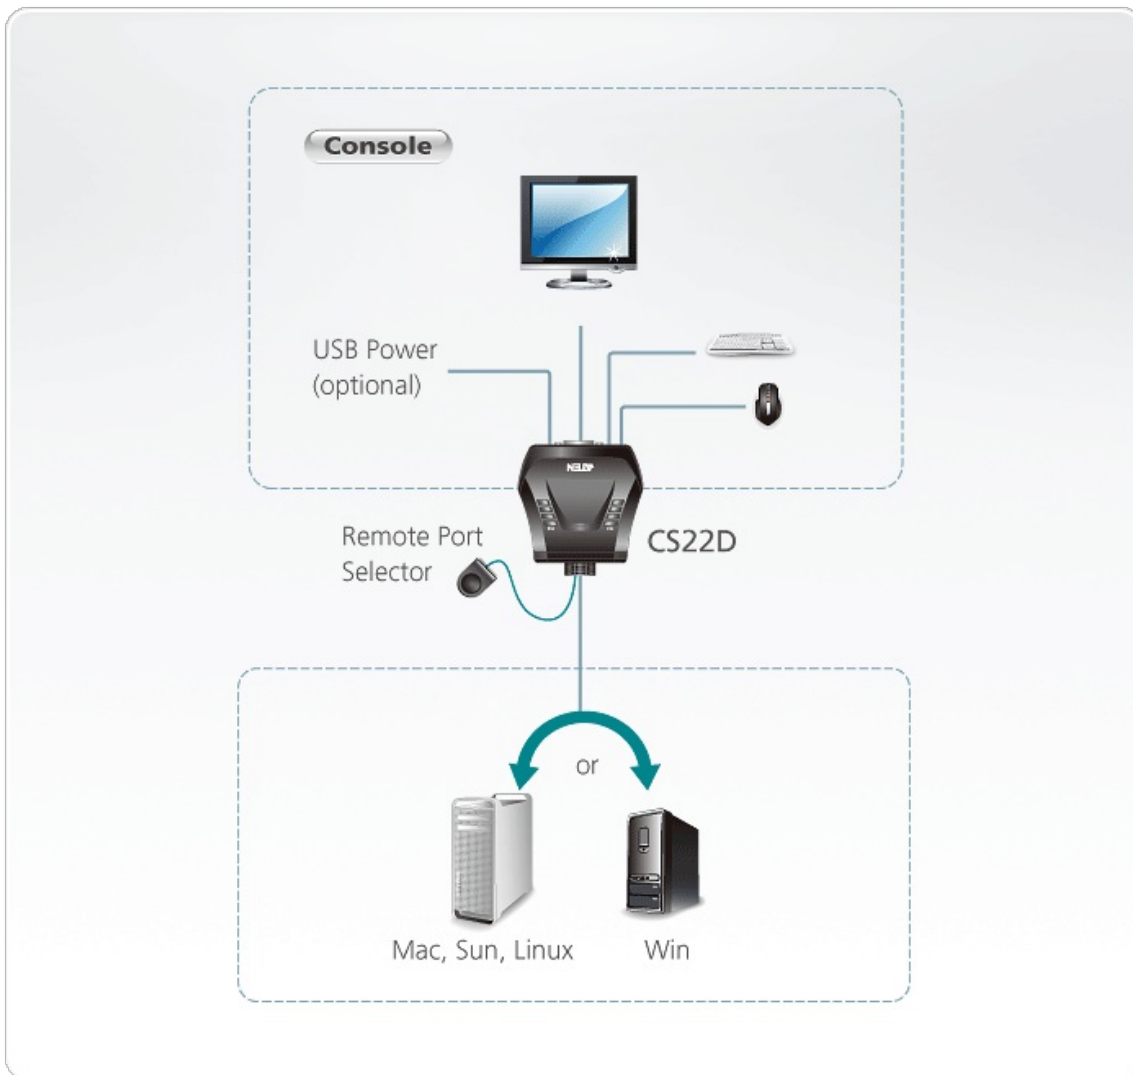 Console
USB Power
(optional)
Remote Port
Selector
CS22D
or
Mac, Sun, Linux
Win